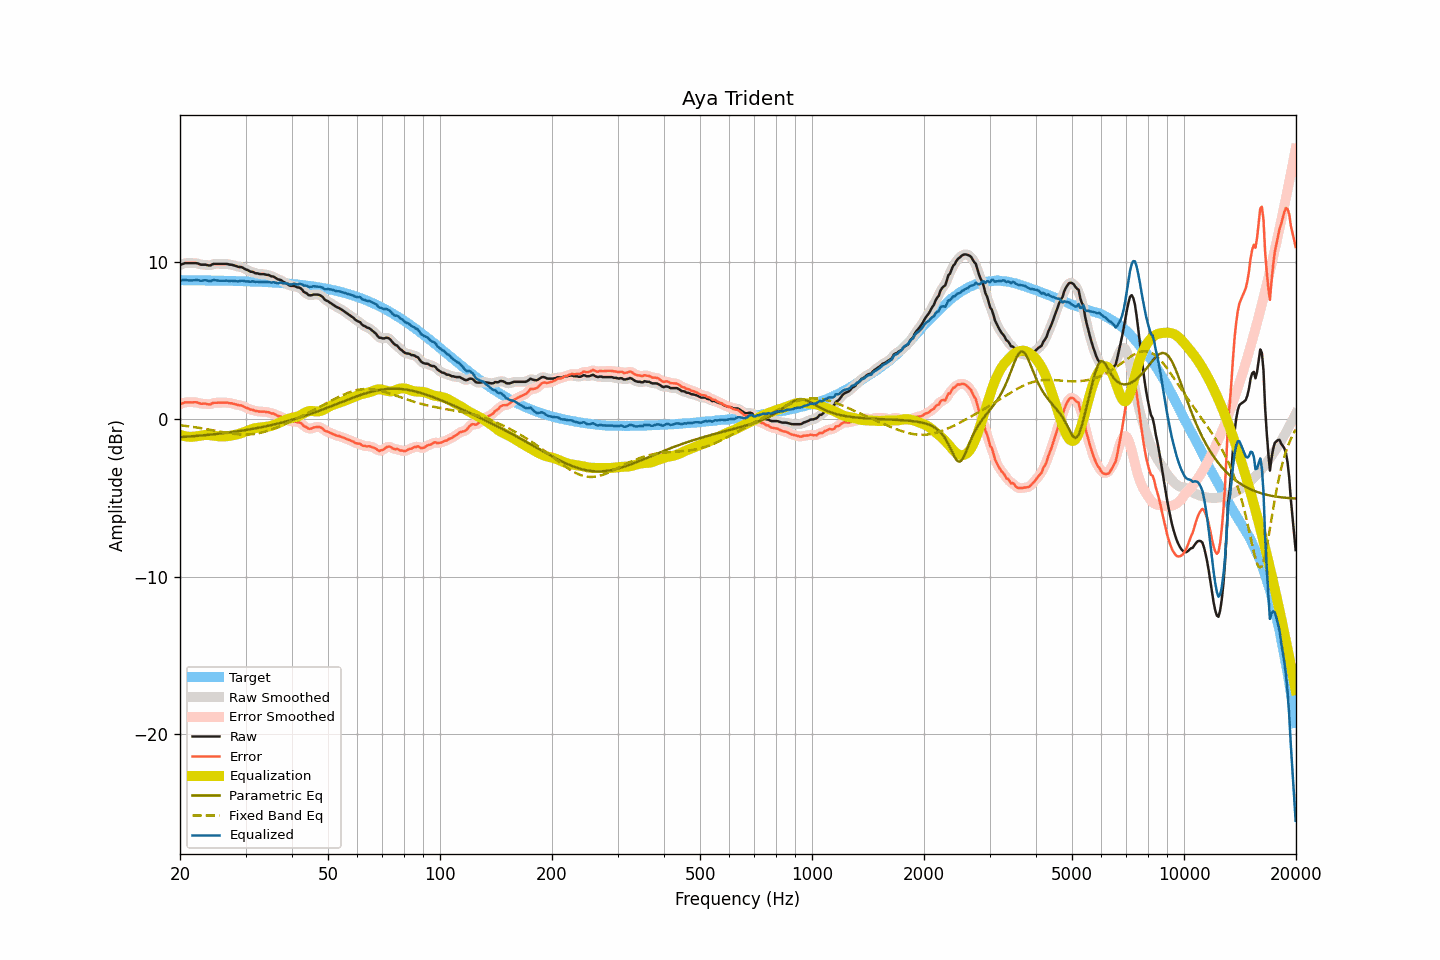 Aya Trident
Amplitude (dBr)
10
0
−10
−20
Target
Raw Smoothed
Error Smoothed
Raw
Error
Equalization
Parametric Eq
Fixed Band Eq
Equalized
20 50 100 200 500 1000 2000 5000 10000 20000
Frequency (Hz)